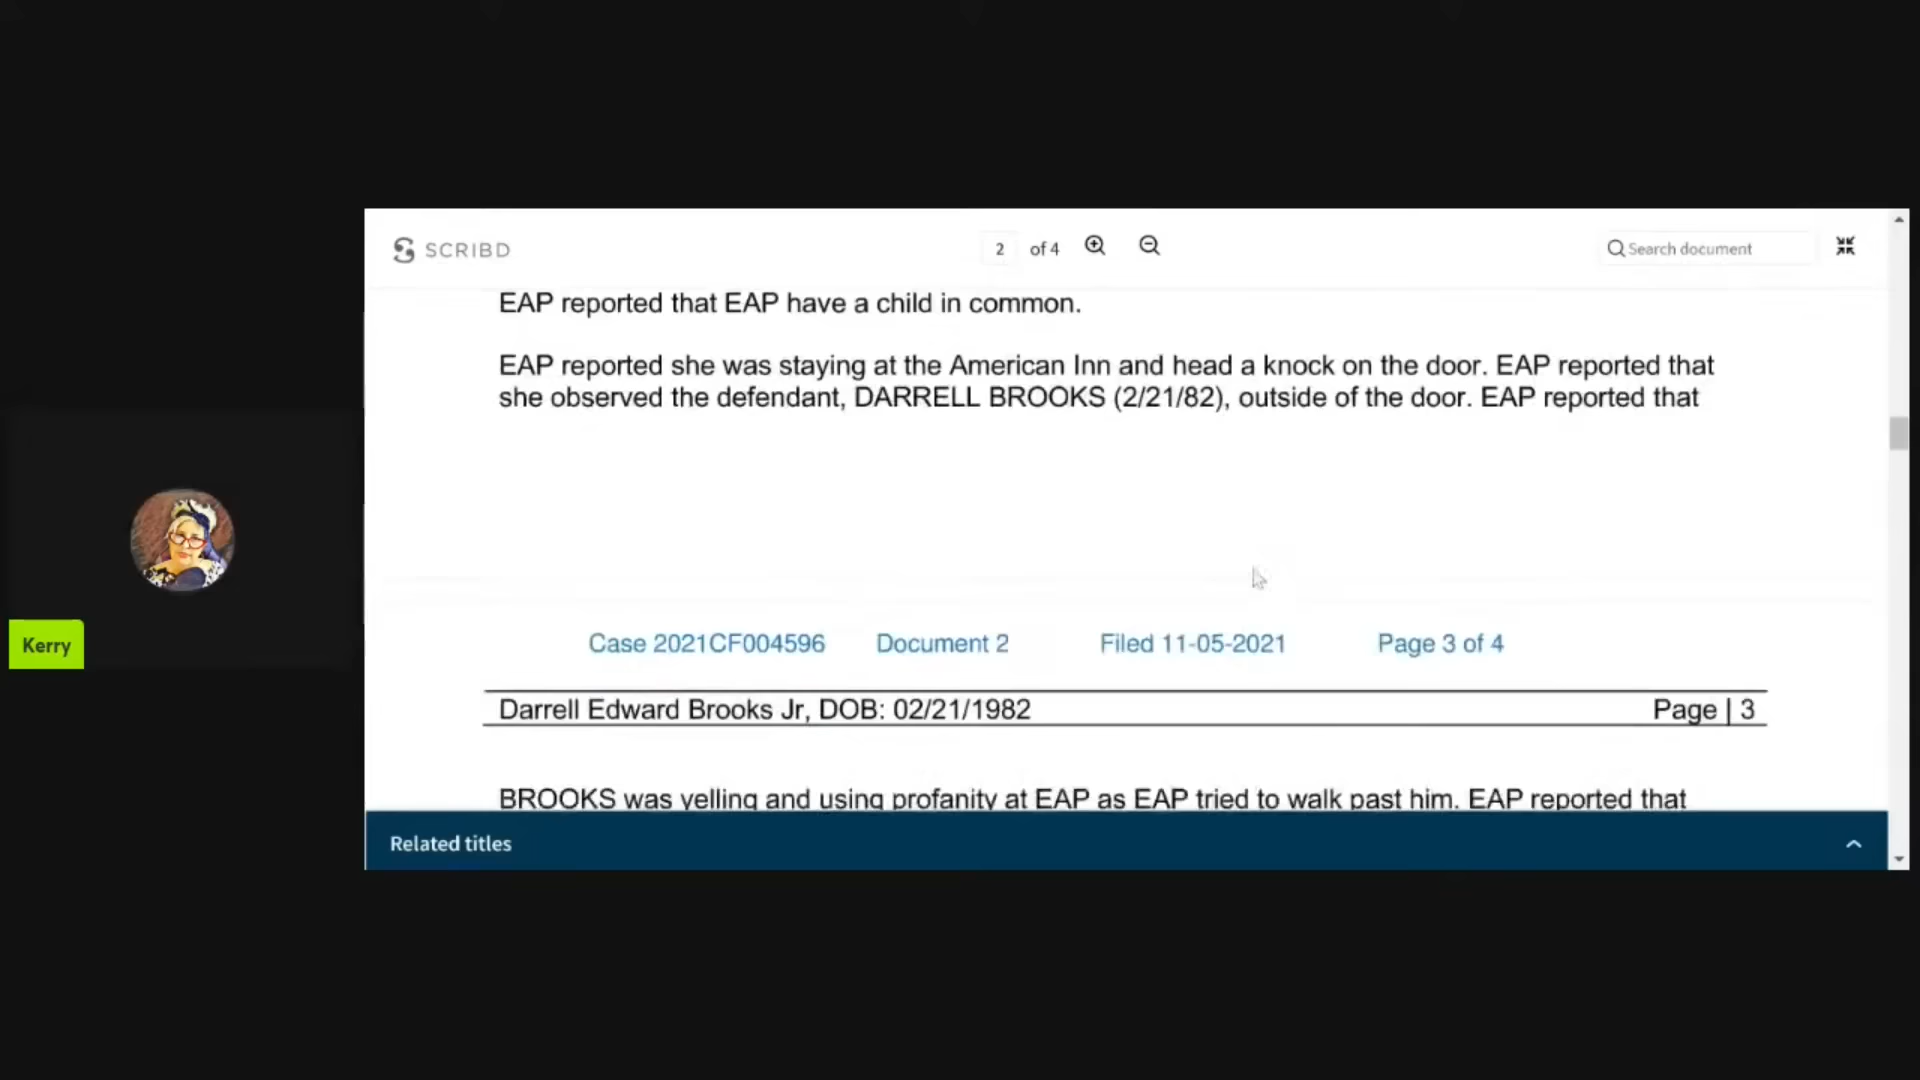 SCRIBD
2 of 4
Search document
EAP reported that EAP have a child in common.
EAP reported she was staying at the American Inn and head a knock on the door. EAP reported that
she observed the defendant, DARRELL BROOKS (2/21/82), outside of the door. EAP reported that
Kerry
Case 2021CF004596 Document 2 Filed 11-05-2021 Page 3 of 4
Darrell Edward Brooks Jr, DOB: 02/21/1982 Page | 3
BROOKS was yelling and using profanity at EAP as EAP tried to walk past him. EAP reported that
Related titles